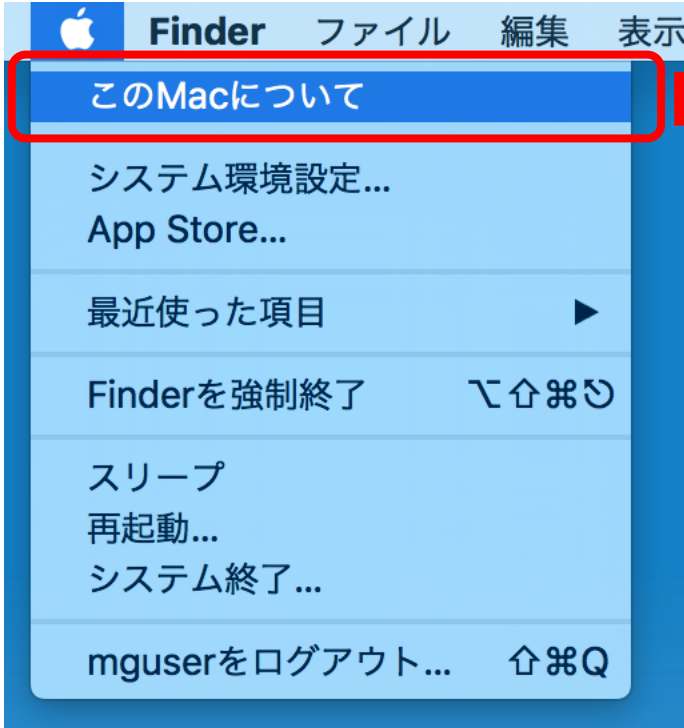 Finder ファイル 編集 表示
このMacについて
システム環境設定...
App Store...
最近使った項目 ▶
Finderを強制終了 ⌥⇧⌘⎋
スリープ
再起動...
システム終了...
mguserをログアウト... ⇧⌘Q